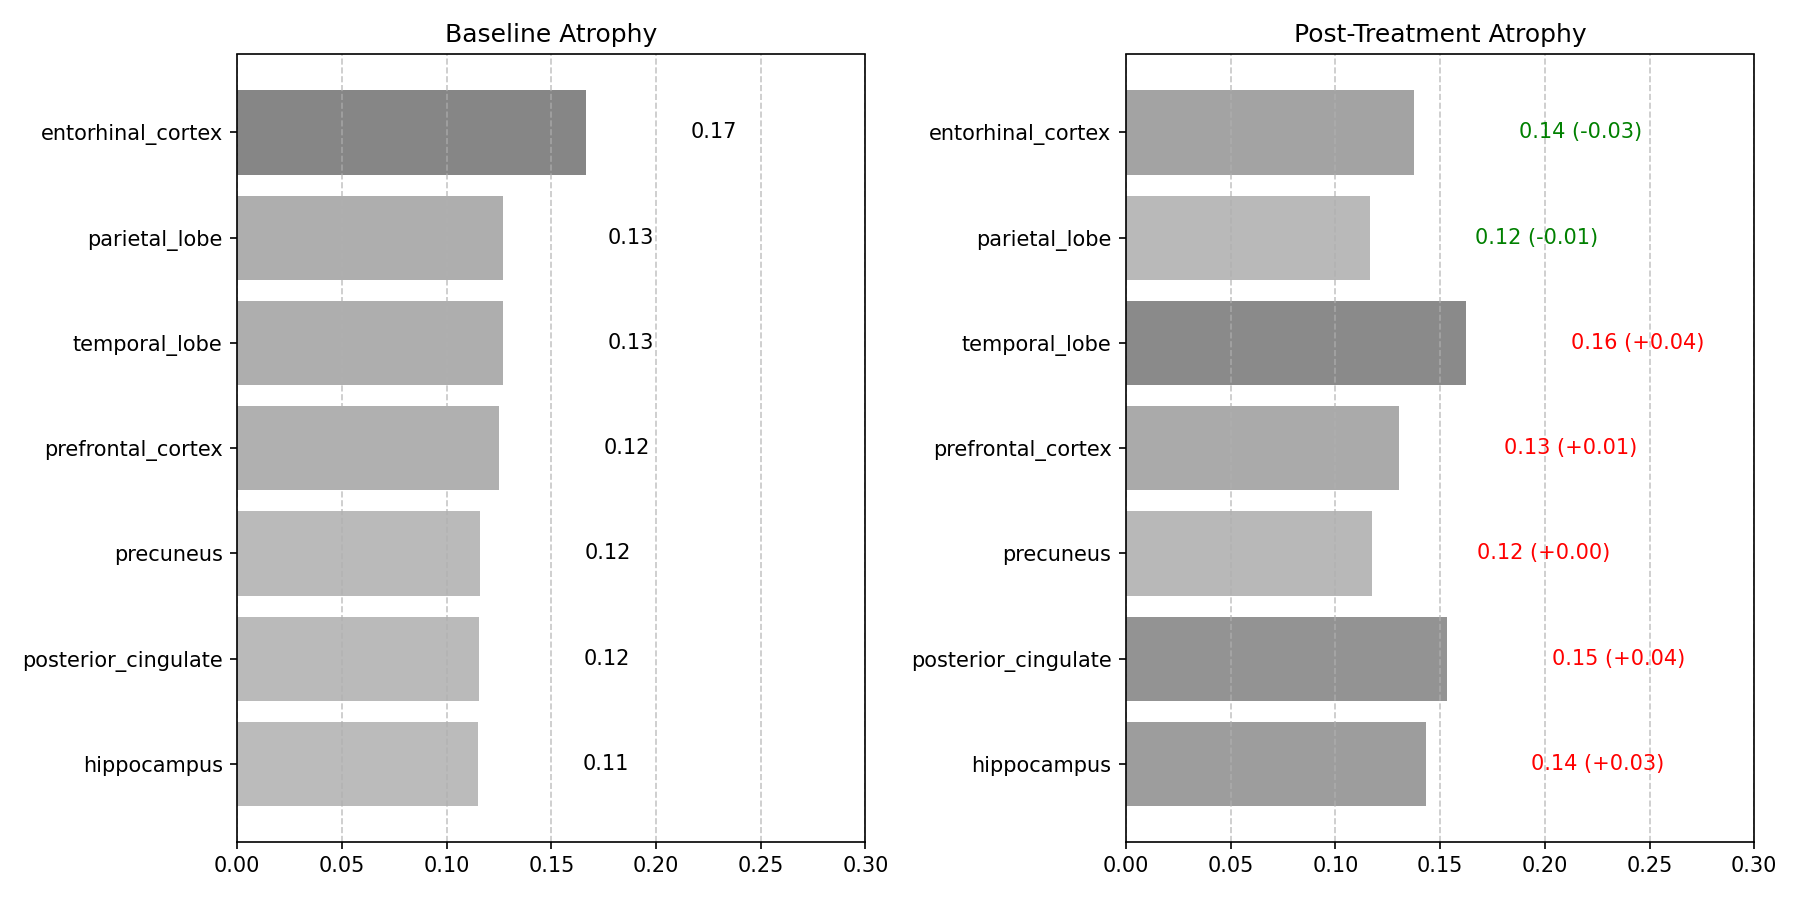 Baseline Atrophy
entorhinal_cortex
0.17
parietal_lobe
0.13
temporal_lobe
0.13
prefrontal_cortex
0.12
precuneus
0.12
posterior_cingulate
0.12
hippocampus
0.11
0.00 0.05 0.10 0.15 0.20 0.25 0.30
Post-Treatment Atrophy
entorhinal_cortex
0.14 (-0.03)
parietal_lobe
0.12 (-0.01)
temporal_lobe
0.16 (+0.04)
prefrontal_cortex
0.13 (+0.01)
precuneus
0.12 (+0.00)
posterior_cingulate
0.15 (+0.04)
hippocampus
0.14 (+0.03)
0.00 0.05 0.10 0.15 0.20 0.25 0.30